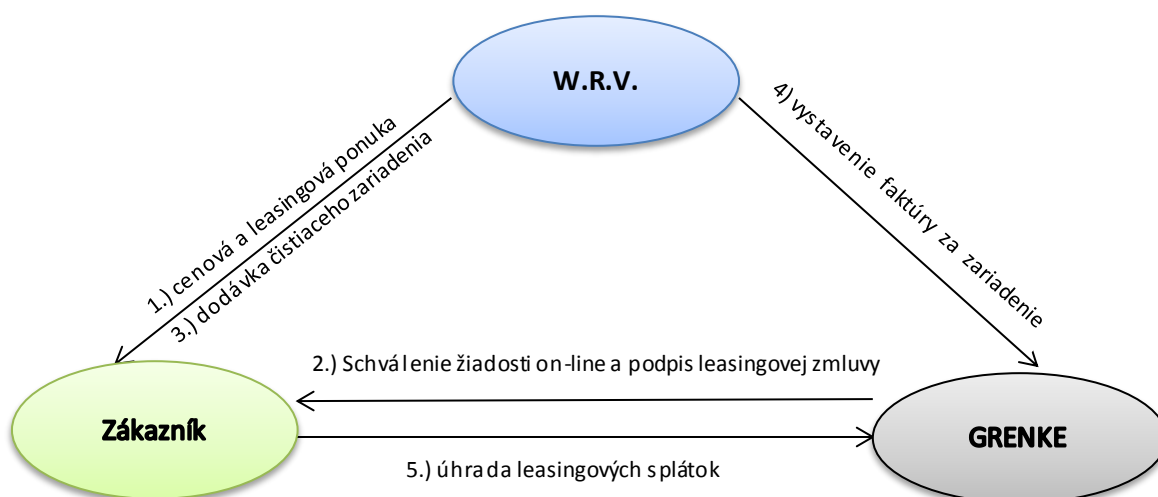 W.R.V.
1.) cenová a leasingová ponuka
3.) dodávka čistiaceho zariadenia
4) vystavenie faktúry za zariadenie
2.) Schválenie žiadosti on-line a podpis leasingovej zmluvy
Zákazník
GRENKE
5.) úhrada leasingových splátok